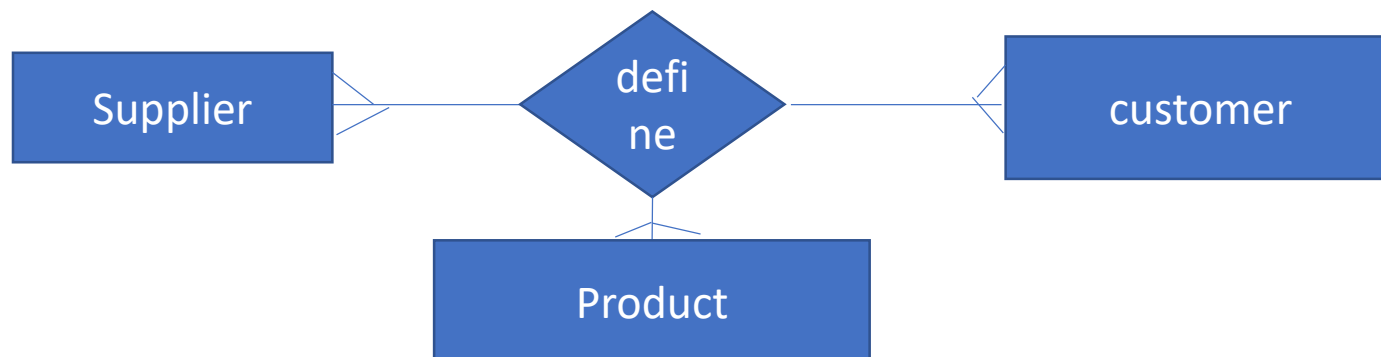 Supplier
defi
ne
customer
Product